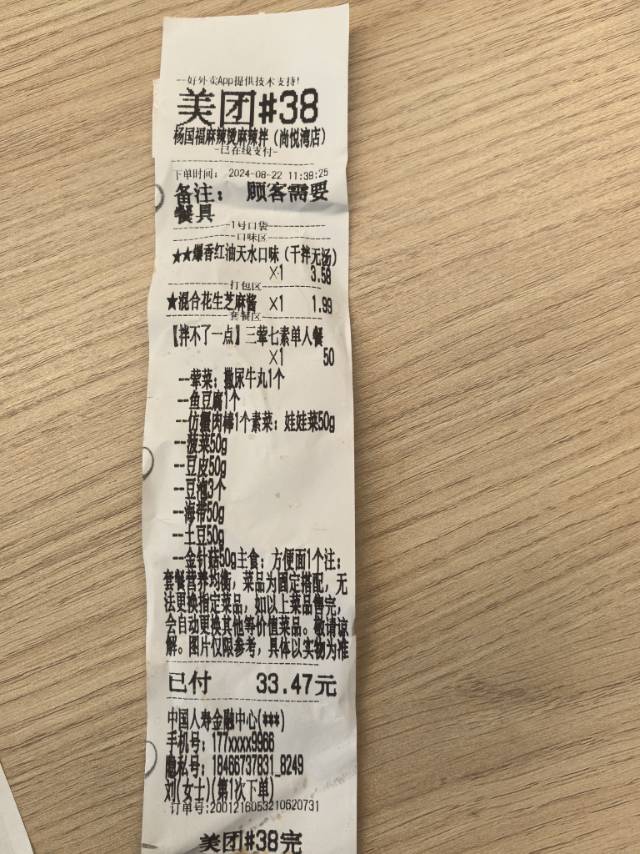 一好外卖App提供技术支持!
美团#38
杨国福麻辣烫麻辣拌（尚悦湾店）
-已在线支付-
下单时间： 2024-08-22 11:38:25
备注： 顾客需要
餐具
1号口袋
口味区
★★爆香红油天水口味（干拌无汤）
×1 3.58
打包区
★混合花生芝麻酱 ×1 1.99
套餐区
【拌不了一点】三荤七素单人餐
×1 50
--荤菜：撒尿牛丸1个
--鱼豆腐1个
--仿蟹肉棒1个素菜：娃娃菜50g
--菠菜50g
--豆皮50g
--豆泡3个
--海带50g
--土豆50g
--金针菇50g主食：方便面1个注：
套餐营养均衡，菜品为固定搭配，无
法更换指定菜品，如以上菜品售完，
会自动更换其他等价值菜品。敬请谅
解。图片仅限参考，具体以实物为准
已付 33.47元
中国人寿金融中心(***)
手机号：177xxxx9966
隐私号：18466737831_8249
刘(女士)(第1次下单)
订单号:2001216053210620731
美团#38完